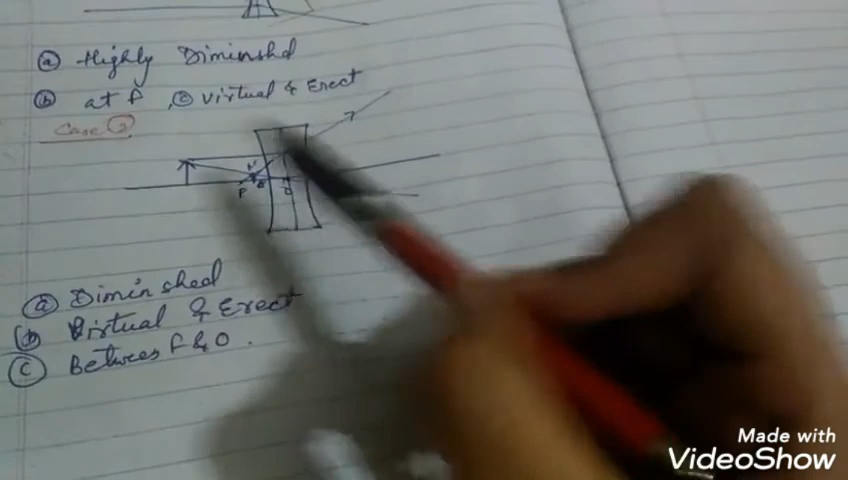 (a) Highly Diminshd
(b) at F , (c) Virtual & Erect
Case (2)
F
O
(a) Diminshed
(b) Virtual & Erect
(c) Between F & O .
Made with
VideoShow